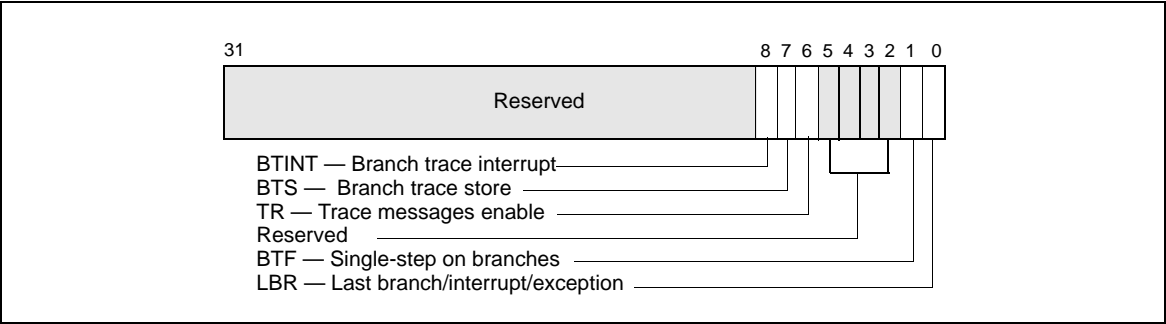 31 8 7 6 5 4 3 2 1 0
Reserved
BTINT — Branch trace interrupt
BTS — Branch trace store
TR — Trace messages enable
Reserved
BTF — Single-step on branches
LBR — Last branch/interrupt/exception